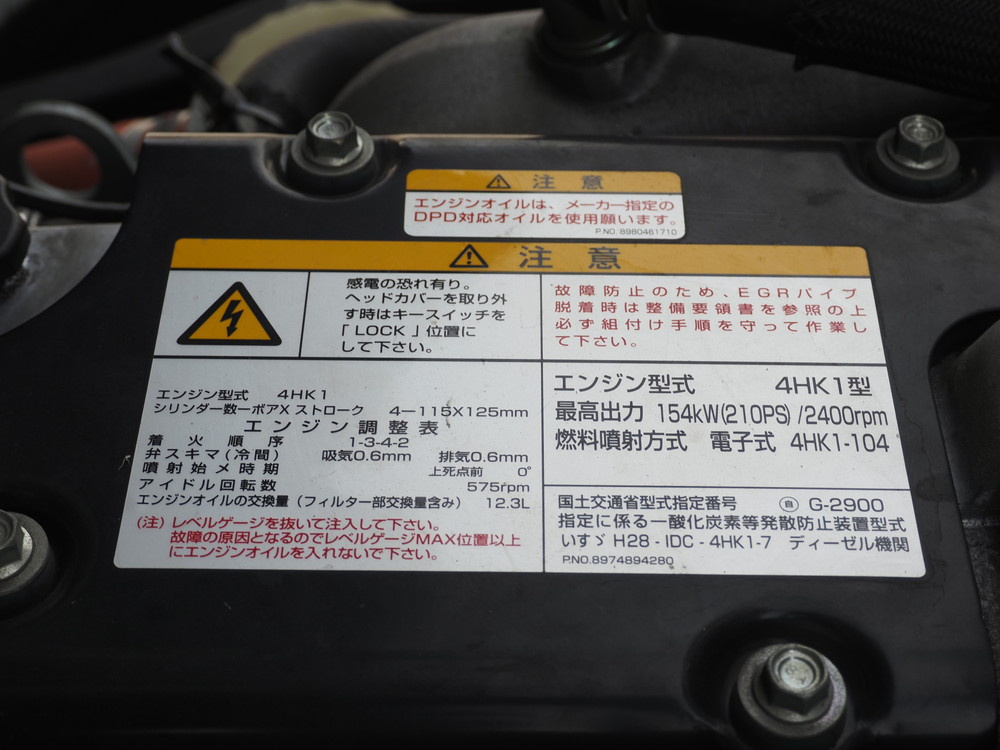 ⚠ 注意
エンジンオイルは、メーカー指定の
DPD対応オイルを使用願います。
P.NO. 8980461710
⚠ 注意
感電の恐れ有り。
ヘッドカバーを取り外
す時はキースイッチを
「LOCK」位置に
して下さい。
故障防止のため、EGRパイプ
脱着時は整備要領書を参照の上
必ず組付け手順を守って作業し
て下さい。
エンジン型式 4HK1
シリンダー数ーボアX ストローク 4－115X125mm
エンジン調整表
着火順序 1-3-4-2
弁スキマ(冷間) 吸気0.6mm 排気0.6mm
噴射始メ時期 上死点前 0°
アイドル回転数 575rpm
エンジンオイルの交換量（フィルター部交換量含み） 12.3L
(注) レベルゲージを抜いて注入して下さい。
故障の原因となるのでレベルゲージMAX位置以上
にエンジンオイルを入れないで下さい。
エンジン型式 4HK1型
最高出力 154kW(210PS) /2400rpm
燃料噴射方式 電子式 4HK1-104
国土交通省型式指定番号 ㊐ G-2900
指定に係る一酸化炭素等発散防止装置型式
いすゞ H28 - IDC - 4HK1-7 ディーゼル機関
P.NO.8974894280